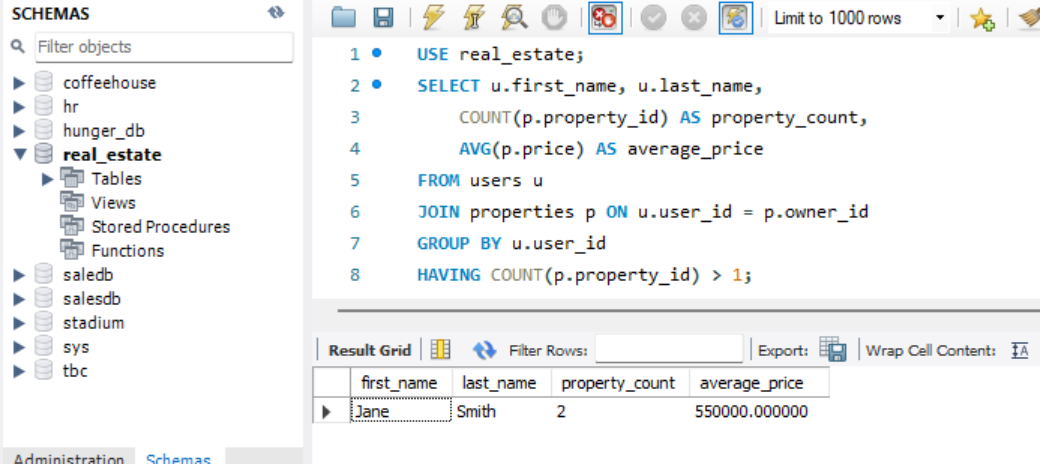 SCHEMAS
Filter objects
coffeehouse
hr
hunger_db
real_estate
Tables
Views
Stored Procedures
Functions
saledb
salesdb
stadium
sys
tbc
Administration Schemas
Limit to 1000 rows
1 USE real_estate;
2 SELECT u.first_name, u.last_name,
3 COUNT(p.property_id) AS property_count,
4 AVG(p.price) AS average_price
5 FROM users u
6 JOIN properties p ON u.user_id = p.owner_id
7 GROUP BY u.user_id
8 HAVING COUNT(p.property_id) > 1;
Result Grid Filter Rows: Export: Wrap Cell Content: IA
first_name last_name property_count average_price
Jane Smith 2 550000.000000